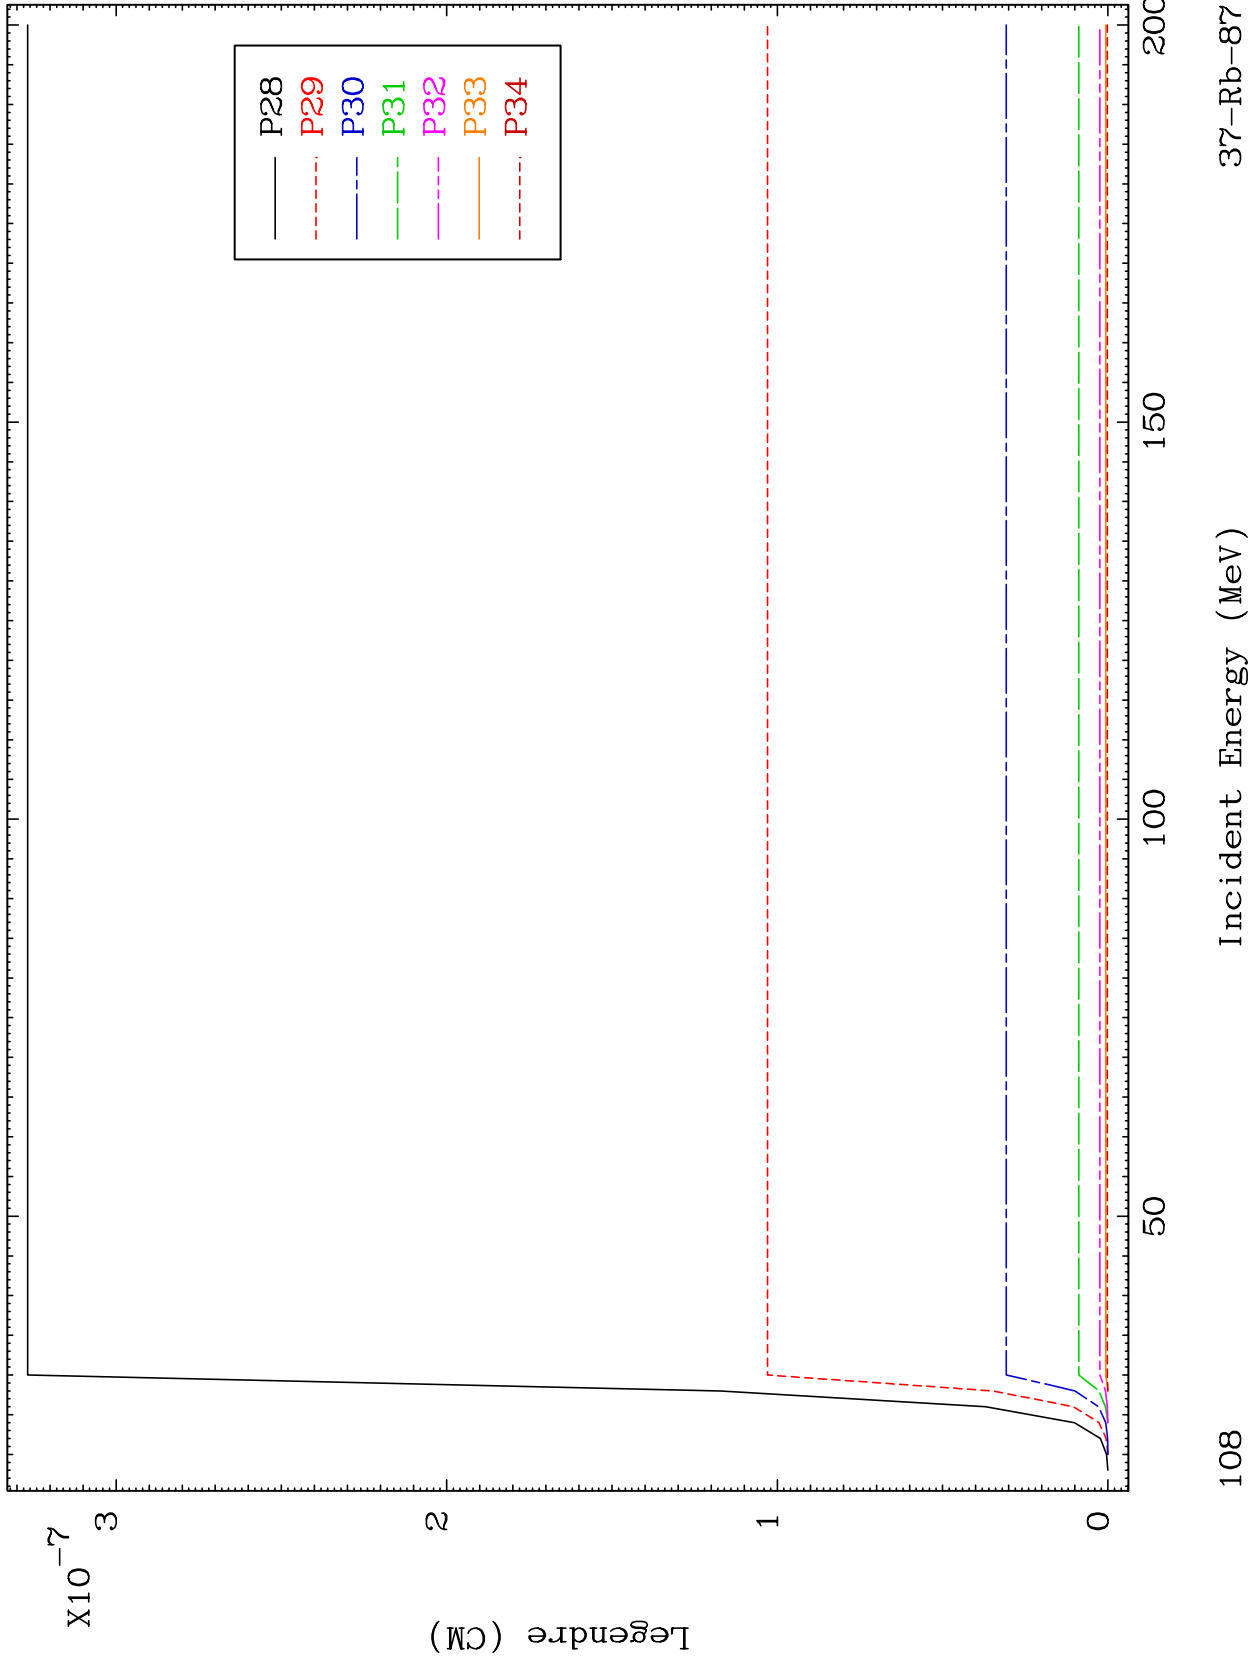 X10-7
3
2
1
0
Legendre (CM)
P28
P29
P30
P31
P32
P33
P34
50
100
150
200
Incident Energy (MeV)
108
37-Rb-87